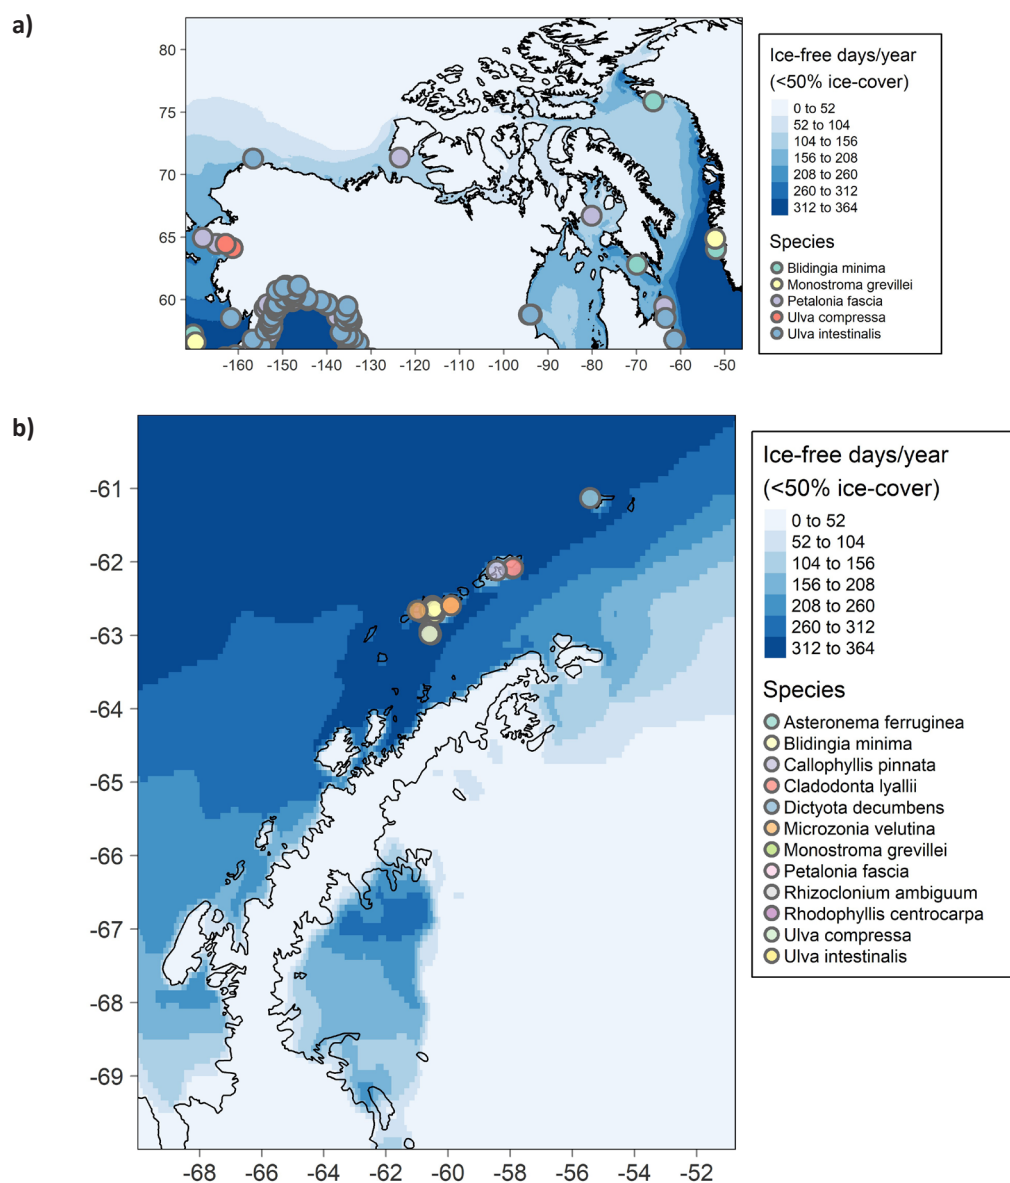 a)
80
75
70
65
60
-160
-150
-140
-130
-120
-110
-100
-90
-80
-70
-60
-50
Ice-free days/year
(<50% ice-cover)
0 to 52
52 to 104
104 to 156
156 to 208
208 to 260
260 to 312
312 to 364
Species
Blidingia minima
Monostroma grevillei
Petalonia fascia
Ulva compressa
Ulva intestinalis
b)
-61
-62
-63
-64
-65
-66
-67
-68
-69
-68
-66
-64
-62
-60
-58
-56
-54
-52
Ice-free days/year
(<50% ice-cover)
0 to 52
52 to 104
104 to 156
156 to 208
208 to 260
260 to 312
312 to 364
Species
Asteronema ferruginea
Blidingia minima
Callophyllis pinnata
Cladodonta lyallii
Dictyota decumbens
Microzonia velutina
Monostroma grevillei
Petalonia fascia
Rhizoclonium ambiguum
Rhodophyllis centrocarpa
Ulva compressa
Ulva intestinalis